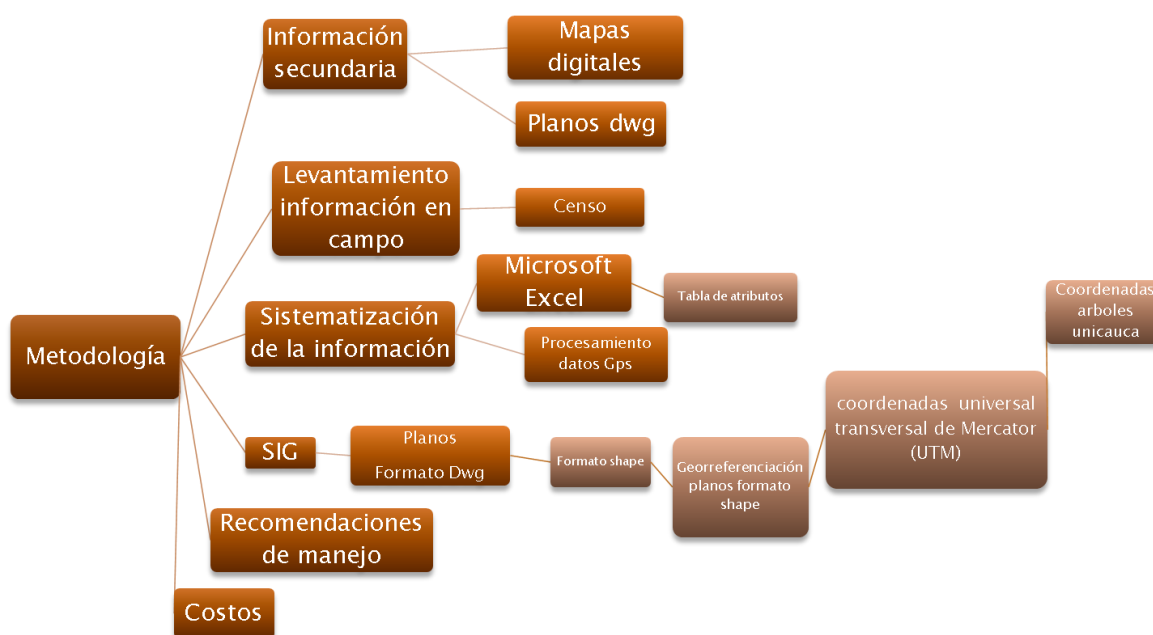 Metodología
Información
secundaria
Mapas
digitales
Planos dwg
Levantamiento
información en
campo
Censo
Sistematización
de la información
Microsoft
Excel
Tabla de atributos
Procesamiento
datos Gps
SIG
Planos
Formato Dwg
Formato shape
Georreferenciación
planos formato
shape
coordenadas universal
transversal de Mercator
(UTM)
Coordenadas
arboles
unicauca
Recomendaciones
de manejo
Costos